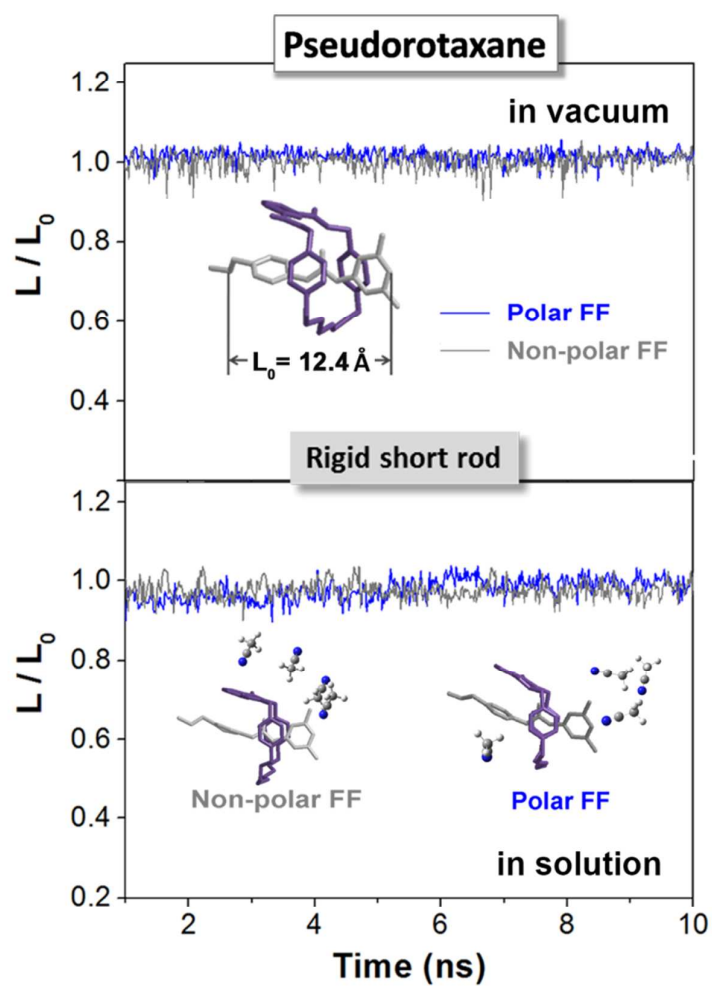 Pseudorotaxane
1.2
in vacuum
1.0
0.8
L / L₀
0.6
Polar FF
Non-polar FF
L₀= 12.4 Å
0.4
Rigid short rod
1.2
1.0
0.8
L / L₀
0.6
Non-polar FF
Polar FF
0.4
in solution
0.2
2 4 6 8 10
Time (ns)